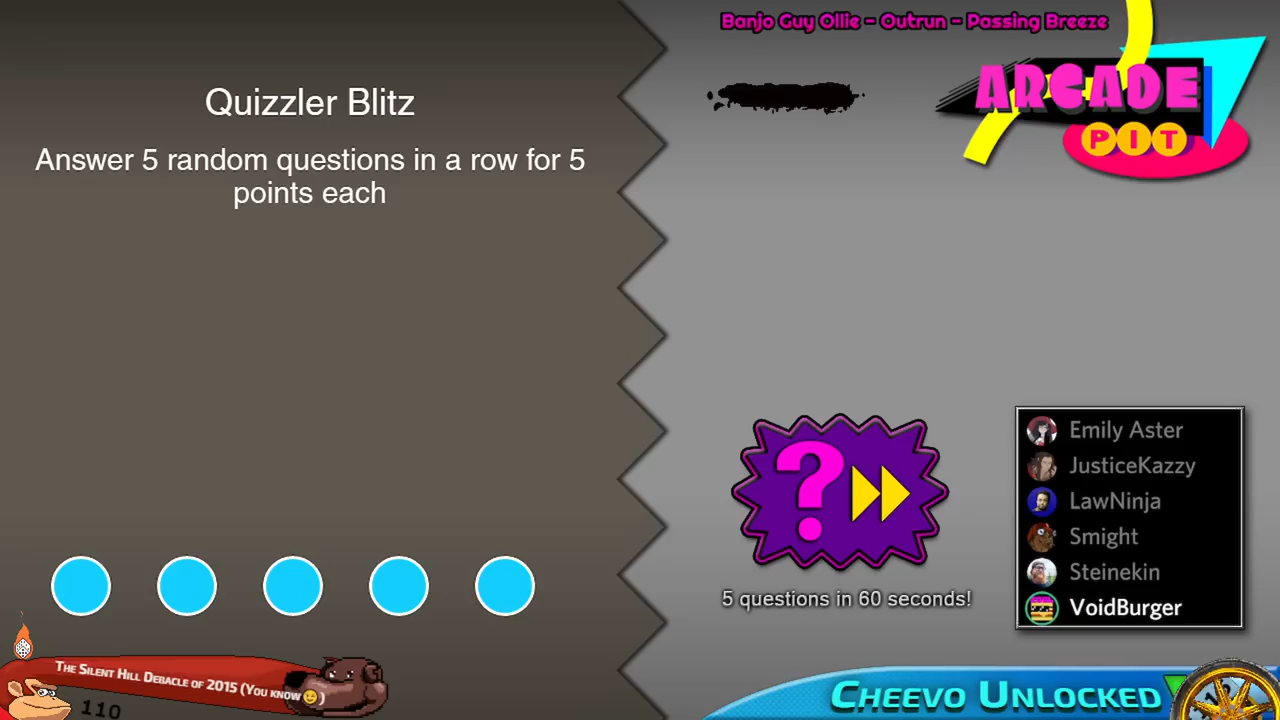 Banjo Guy Ollie - Outrun - Passing Breeze
ARCADE
PIT
Quizzler Blitz
Answer 5 random questions in a row for 5
points each
?
5 questions in 60 seconds!
Emily Aster
JusticeKazzy
LawNinja
Smight
Steinekin
VoidBurger
The Silent Hill Debacle of 2015 (You know 😉)
110
Cheevo Unlocked